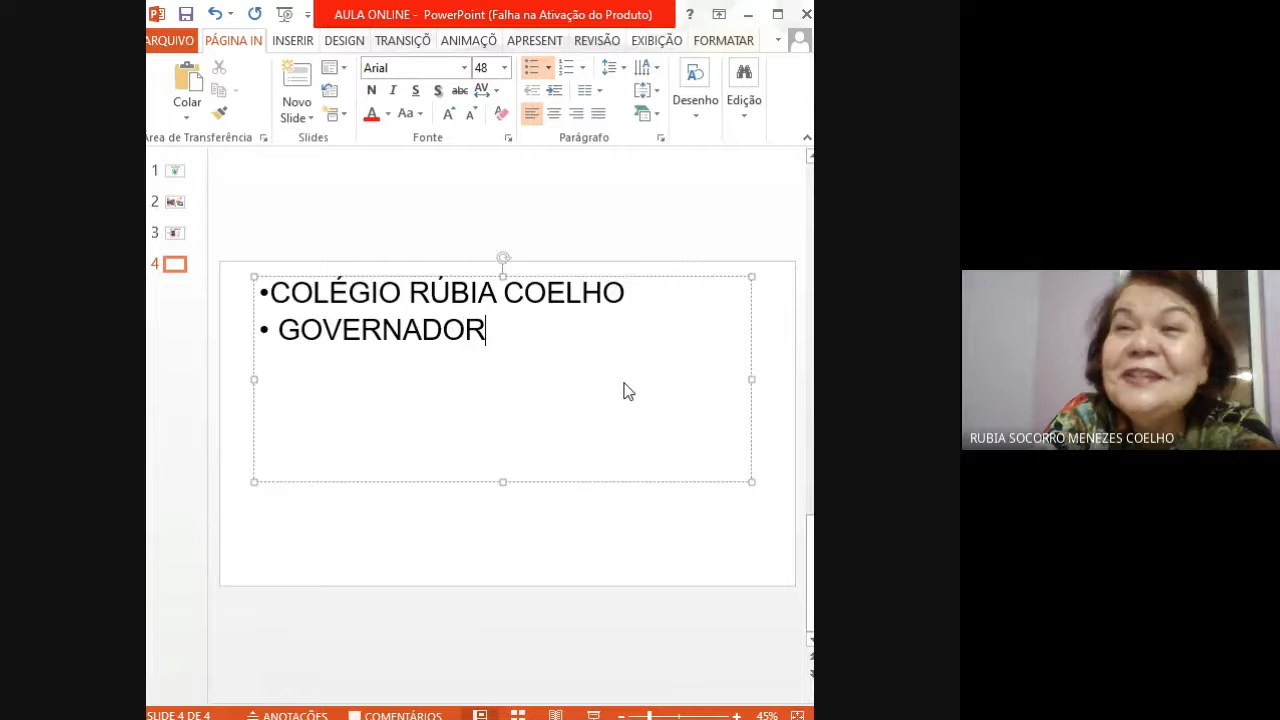 AULA ONLINE - PowerPoint (Falha na Ativação do Produto)
ARQUIVO PÁGINA IN INSERIR DESIGN TRANSIÇÕ ANIMAÇÕ APRESENT REVISÃO EXIBIÇÃO FORMATAR
Arial 48
Colar
Novo
Slide
Desenho Edição
Área de Transferência Slides Fonte Parágrafo
1
2
3
4
•COLÉGIO RÚBIA COELHO
• GOVERNADOR
RUBIA SOCORRO MENEZES COELHO
SLIDE 4 DE 4 ANOTAÇÕES COMENTÁRIOS 45%